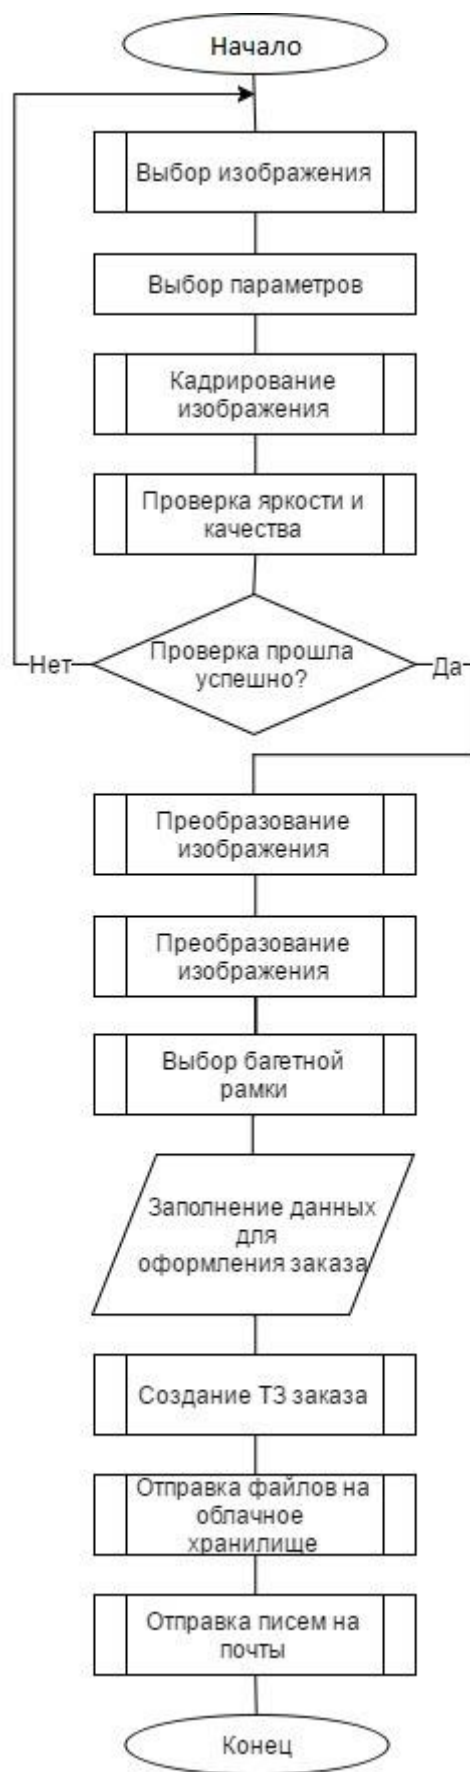 Начало
Выбор изображения
Выбор параметров
Кадрирование
изображения
Проверка яркости и
качества
Проверка прошла
успешно?
Нет
Да
Преобразование
изображения
Преобразование
изображения
Выбор багетной
рамки
Заполнение данных
для
оформления заказа
Создание ТЗ заказа
Отправка файлов на
облачное
хранилище
Отправка писем на
почты
Конец